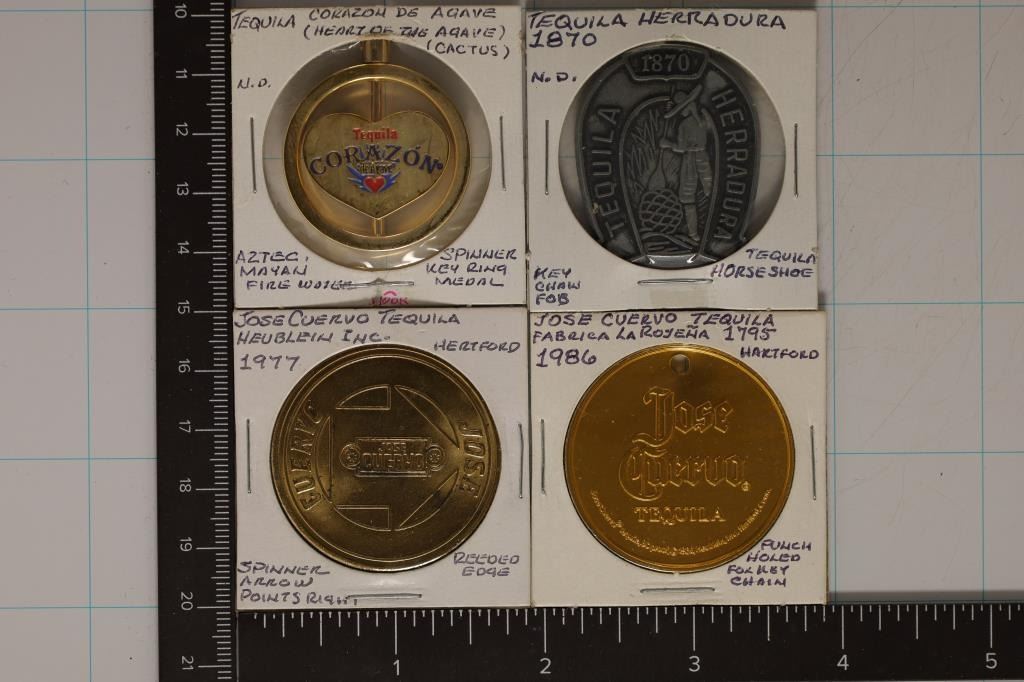 TEQUILA CORAZON DE AGAVE
(HEART OF THE AGAVE)
(CACTUS)
N.D.
Tequila
CORAZÓN
AZTEC,
MAYAN
FIRE WATER
SPINNER
KEY RING
MEDAL
TEQUILA HERRADURA
1870
N.D.
1870
TEQUILA
HERRADURA
KEY
CHAIN
FOB
TEQUILA
HORSESHOE
JOSE CUERVO TEQUILA
HEUBLEIN INC.
HERTFORD
1977
CUERVO
JOSE
JOSE
CUERVO
SPINNER
ARROW
POINTS RIGHT
REEDED
EDGE
JOSE CUERVO TEQUILA
FABRICA LA ROJEÑA 1795
1986
HARTFORD
Jose
Cuervo
TEQUILA
PUNCH
HOLED
FOR KEY
CHAIN
10
11
12
13
14
15
16
17
18
19
20
21
1 2 3 4 5